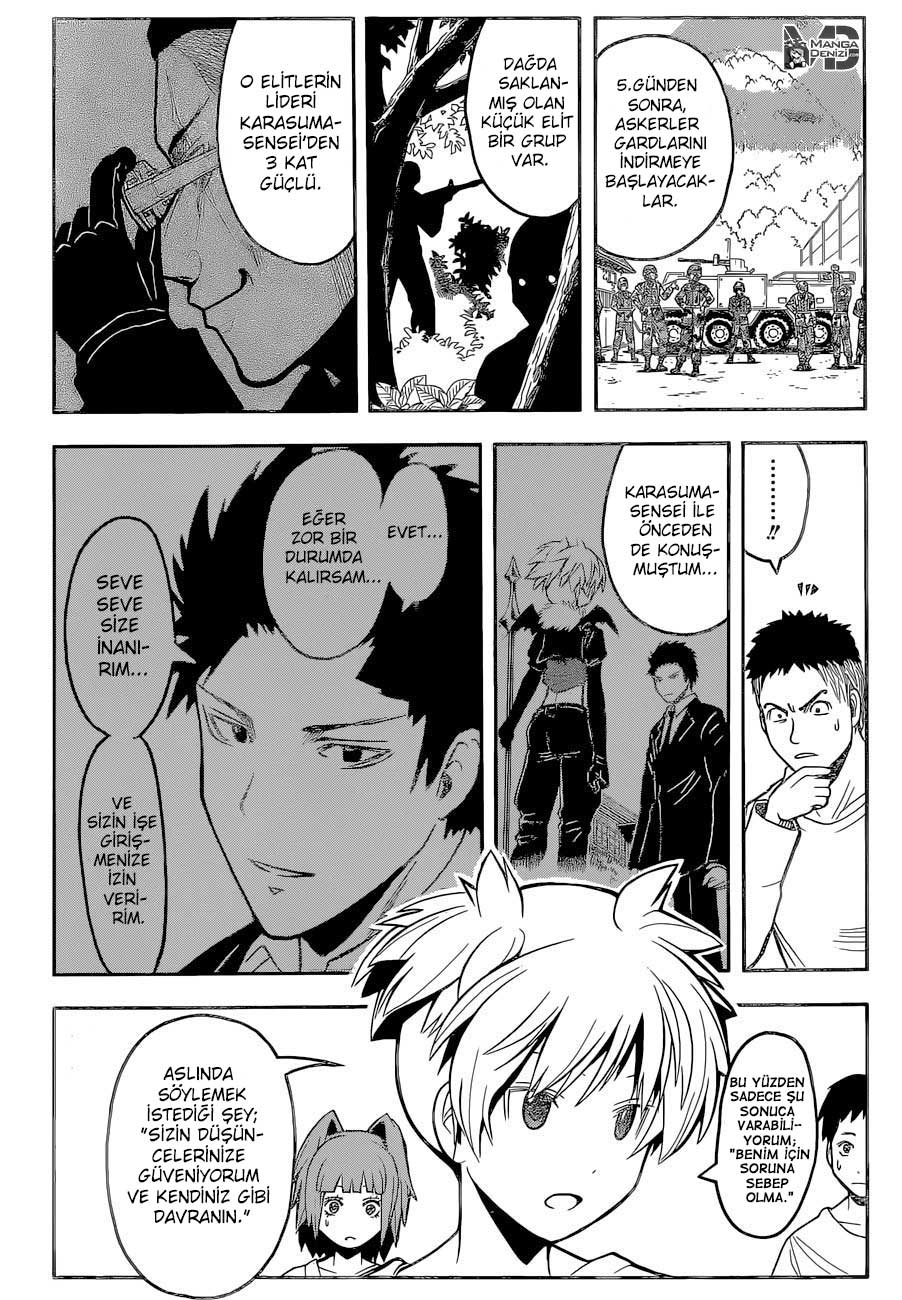 MANGA
DENİZİ
5.GÜNDEN
SONRA,
ASKERLER
GARDLARINI
İNDİRMEYE
BAŞLAYACAK-
LAR.
DAĞDA
SAKLAN-
MIŞ OLAN
KÜÇÜK ELİT
BİR GRUP
VAR.
O ELİTLERİN
LİDERİ
KARASUMA-
SENSEİ'DEN
3 KAT
GÜÇLÜ.
........!!
KARASUMA-
SENSEİ İLE
ÖNCEDEN
DE KONUŞ-
MUŞTUM...
EVET...
EĞER
ZOR BİR
DURUMDA
KALIRSAM...
SEVE
SEVE
SİZE
İNANI-
RIM...
VE
SİZİN İŞE
GİRİŞ-
MENİZE
İZİN
VERİ-
RİM.
BU YÜZDEN
SADECE ŞU
SONUCA
VARABİLİ-
YORUM;
"BENİM İÇİN
SORUNA
SEBEP
OLMA."
ASLINDA
SÖYLEMEK
İSTEDİĞİ ŞEY;
"SİZİN DÜŞÜN-
CELERİNİZE
GÜVENİYORUM
VE KENDİNİZ GİBİ
DAVRANIN."